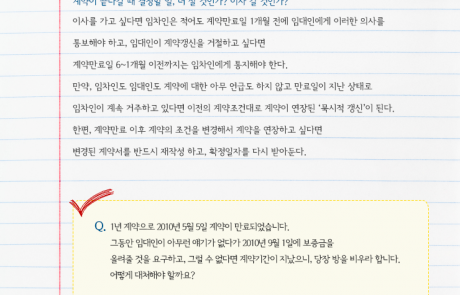 계약이 끝나갈 때 결정할 일, 더 살 것인가? 이사 갈 것인가?
이사를 가고 싶다면 임차인은 적어도 계약만료일 1개월 전에 임대인에게 이러한 의사를
통보해야 하고, 임대인이 계약갱신을 거절하고 싶다면
계약만료일 6~1개월 이전까지는 임차인에게 통지해야 한다.
만약, 임차인도 임대인도 계약에 대한 아무 언급도 하지 않고 만료일이 지난 상태로
임차인이 계속 거주하고 있다면 이전의 계약조건대로 계약이 연장된 '묵시적 갱신'이 된다.
한편, 계약만료 이후 계약의 조건을 변경해서 계약을 연장하고 싶다면
변경된 계약서를 반드시 재작성 하고, 확정일자를 다시 받아둔다.
Q. 1년 계약으로 2010년 5월 5일 계약이 만료되었습니다.
그동안 임대인이 아무런 얘기가 없다가 2010년 9월 1일에 보증금을
올려줄 것을 요구하고, 그럴 수 없다면 계약기간이 지났으니, 당장 방을 비우라 합니다.
어떻게 대처해야 할까요?